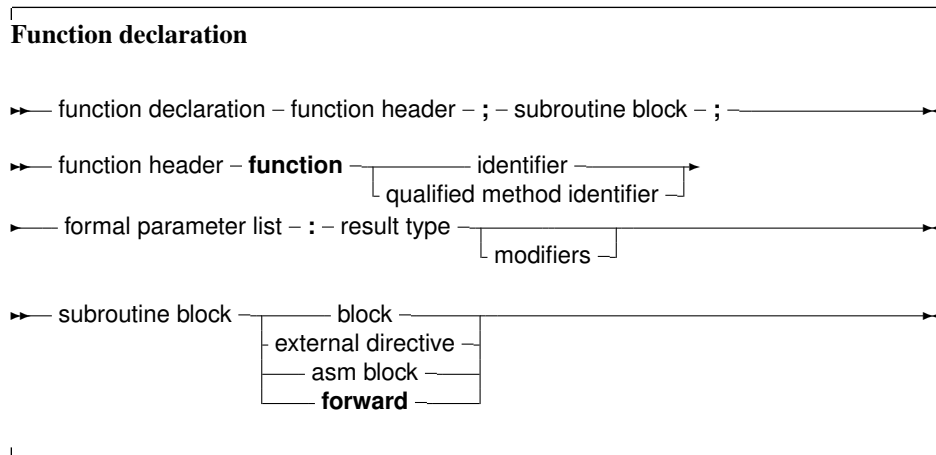 Function declaration
function declaration – function header – ; – subroutine block – ;
function header – function – identifier
qualified method identifier
formal parameter list – : – result type
modifiers
subroutine block – block
external directive
asm block
forward